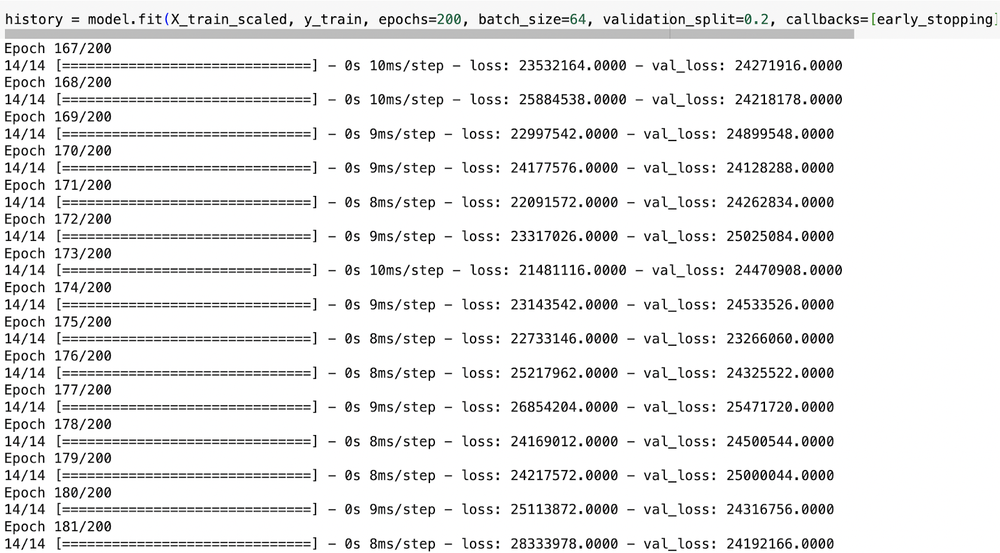 history = model.fit(X_train_scaled, y_train, epochs=200, batch_size=64, validation_split=0.2, callbacks=[early_stopping]
Epoch 167/200
14/14 [==============================] - 0s 10ms/step - loss: 23532164.0000 - val_loss: 24271916.0000
Epoch 168/200
14/14 [==============================] - 0s 10ms/step - loss: 25884538.0000 - val_loss: 24218178.0000
Epoch 169/200
14/14 [==============================] - 0s 9ms/step - loss: 22997542.0000 - val_loss: 24899548.0000
Epoch 170/200
14/14 [==============================] - 0s 9ms/step - loss: 24177576.0000 - val_loss: 24128288.0000
Epoch 171/200
14/14 [==============================] - 0s 8ms/step - loss: 22091572.0000 - val_loss: 24262834.0000
Epoch 172/200
14/14 [==============================] - 0s 9ms/step - loss: 23317026.0000 - val_loss: 25025084.0000
Epoch 173/200
14/14 [==============================] - 0s 10ms/step - loss: 21481116.0000 - val_loss: 24470908.0000
Epoch 174/200
14/14 [==============================] - 0s 9ms/step - loss: 23143542.0000 - val_loss: 24533526.0000
Epoch 175/200
14/14 [==============================] - 0s 8ms/step - loss: 22733146.0000 - val_loss: 23266060.0000
Epoch 176/200
14/14 [==============================] - 0s 8ms/step - loss: 25217962.0000 - val_loss: 24325522.0000
Epoch 177/200
14/14 [==============================] - 0s 9ms/step - loss: 26854204.0000 - val_loss: 25471720.0000
Epoch 178/200
14/14 [==============================] - 0s 8ms/step - loss: 24169012.0000 - val_loss: 24500544.0000
Epoch 179/200
14/14 [==============================] - 0s 8ms/step - loss: 24217572.0000 - val_loss: 25000044.0000
Epoch 180/200
14/14 [==============================] - 0s 9ms/step - loss: 25113872.0000 - val_loss: 24316756.0000
Epoch 181/200
14/14 [==============================] - 0s 8ms/step - loss: 28333978.0000 - val_loss: 24192166.0000